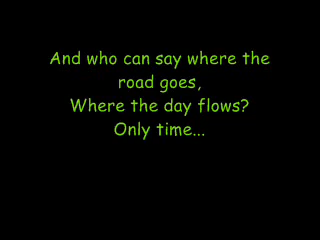 And who can say where the
road goes,
Where the day flows?
Only time...